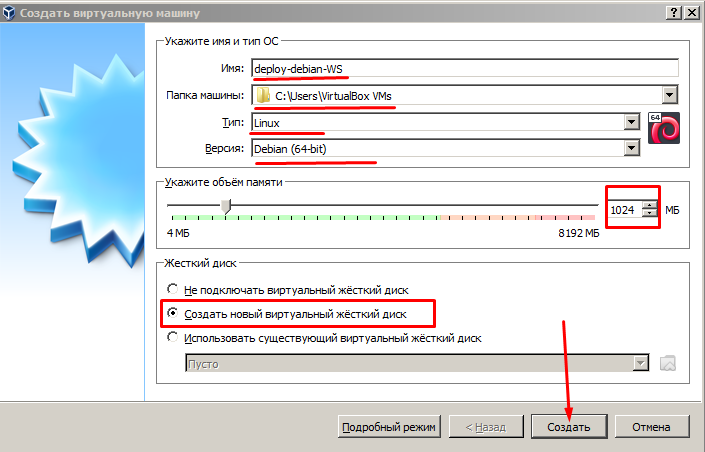 Создать виртуальную машину
Укажите имя и тип ОС
Имя: deploy-debian-WS
Папка машины: C:\Users\VirtualBox VMs
Тип: Linux
64
Версия: Debian (64-bit)
Укажите объём памяти
1024 МБ
4 МБ 8192 МБ
Жесткий диск
Не подключать виртуальный жёсткий диск
Создать новый виртуальный жёсткий диск
Использовать существующий виртуальный жёсткий диск
Пусто
Подробный режим < Назад Создать Отмена